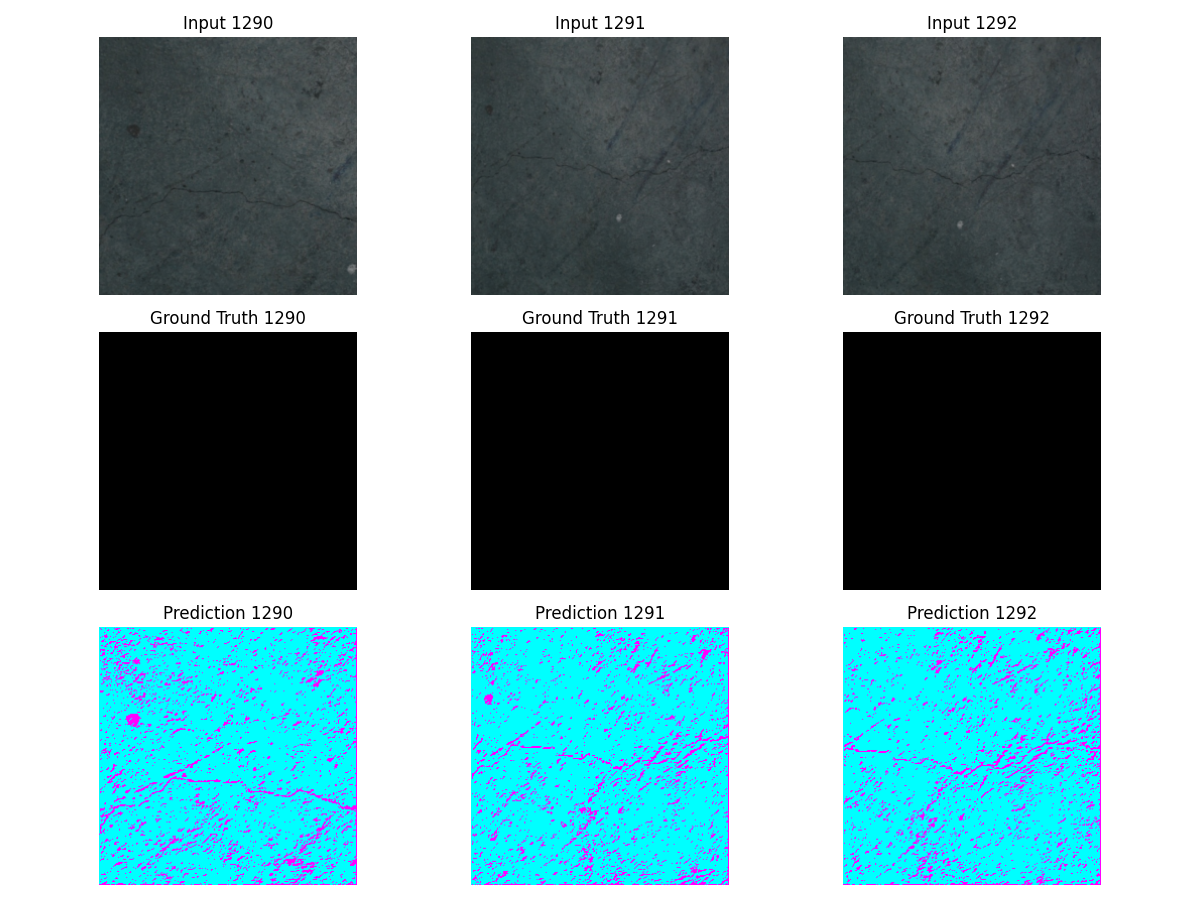 Input 1290
Input 1291
Input 1292
Ground Truth 1290
Ground Truth 1291
Ground Truth 1292
Prediction 1290
Prediction 1291
Prediction 1292